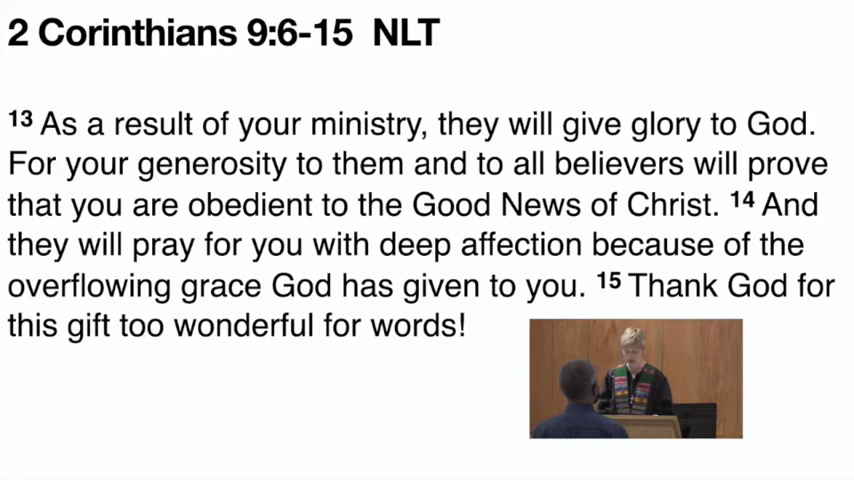 2 Corinthians 9:6-15 NLT
13 As a result of your ministry, they will give glory to God.
For your generosity to them and to all believers will prove
that you are obedient to the Good News of Christ. 14 And
they will pray for you with deep affection because of the
overflowing grace God has given to you. 15 Thank God for
this gift too wonderful for words!